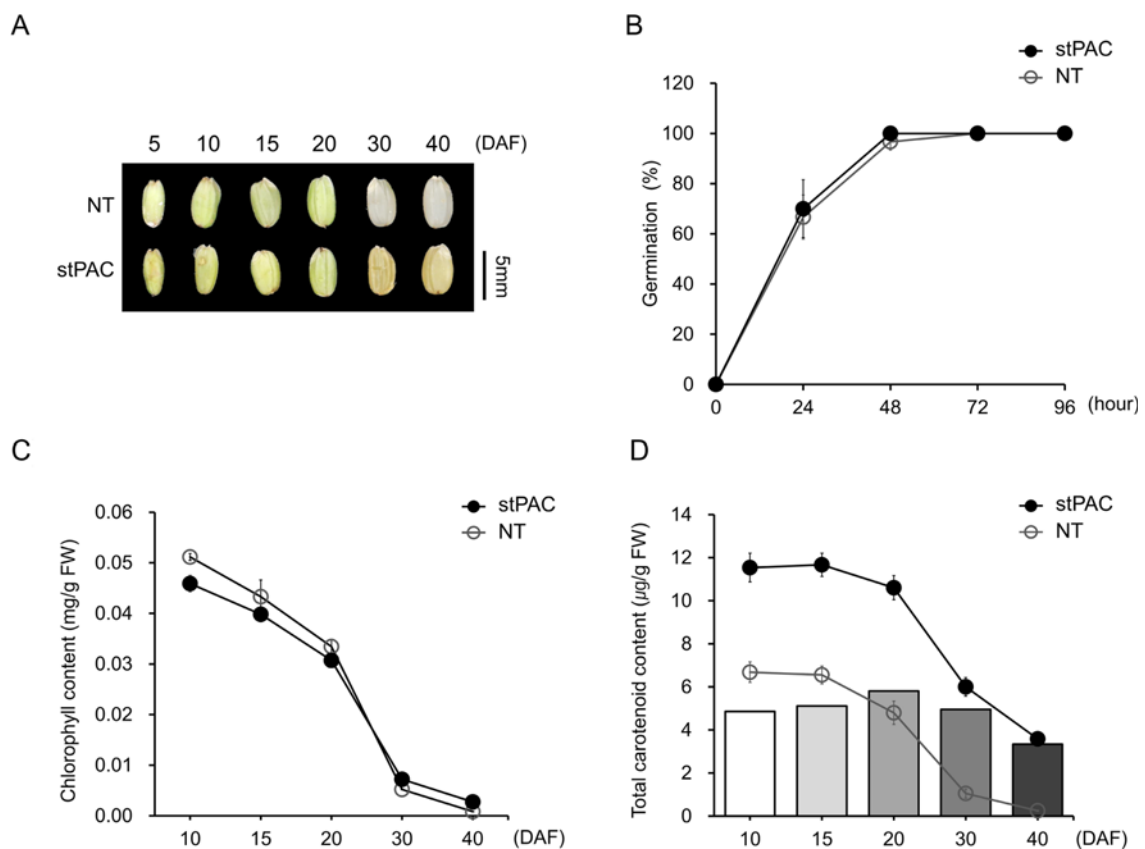 A
5 10 15 20 30 40 (DAF)
NT
stPAC
5mm
B
stPAC
NT
120
100
80
60
40
20
0
Germination (%)
0 24 48 72 96 (hour)
C
stPAC
NT
0.06
0.05
0.04
0.03
0.02
0.01
0.00
Chlorophyll content (mg/g FW)
10 15 20 30 40 (DAF)
D
stPAC
NT
14
12
10
8
6
4
2
0
Total carotenoid content (µg/g FW)
10 15 20 30 40 (DAF)